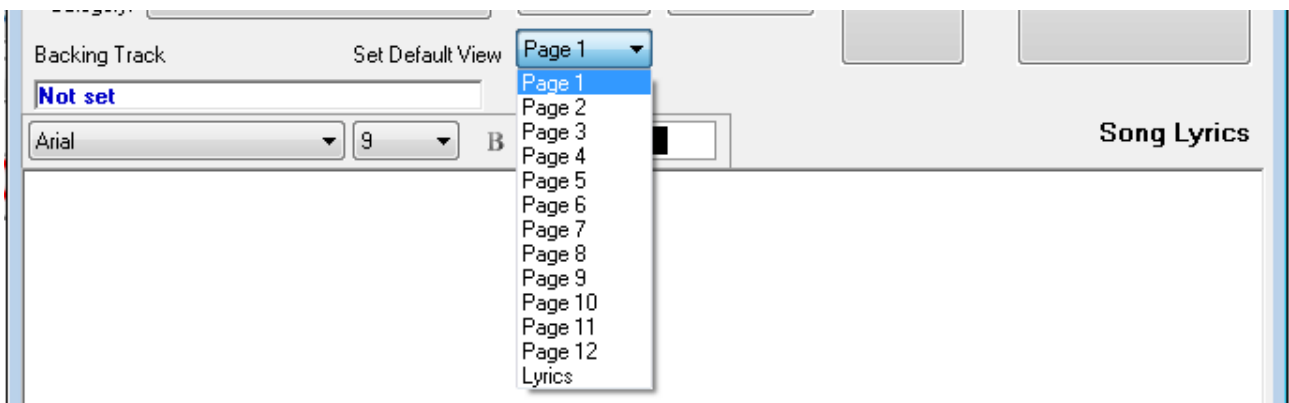 Backing Track
Set Default View
Page 1
Not set
Page 1
Page 2
Arial
9
B
Page 3
Song Lyrics
Page 4
Page 5
Page 6
Page 7
Page 8
Page 9
Page 10
Page 11
Page 12
Lyrics